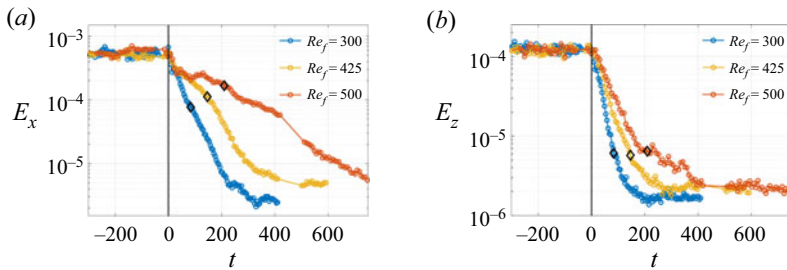 (a)
10⁻³
10⁻⁴
10⁻⁵
Eₓ
Re_f = 300
Re_f = 425
Re_f = 500
−200 0 200 400 600
t
(b)
10⁻⁴
10⁻⁵
10⁻⁶
E_z
Re_f = 300
Re_f = 425
Re_f = 500
−200 0 200 400 600
t